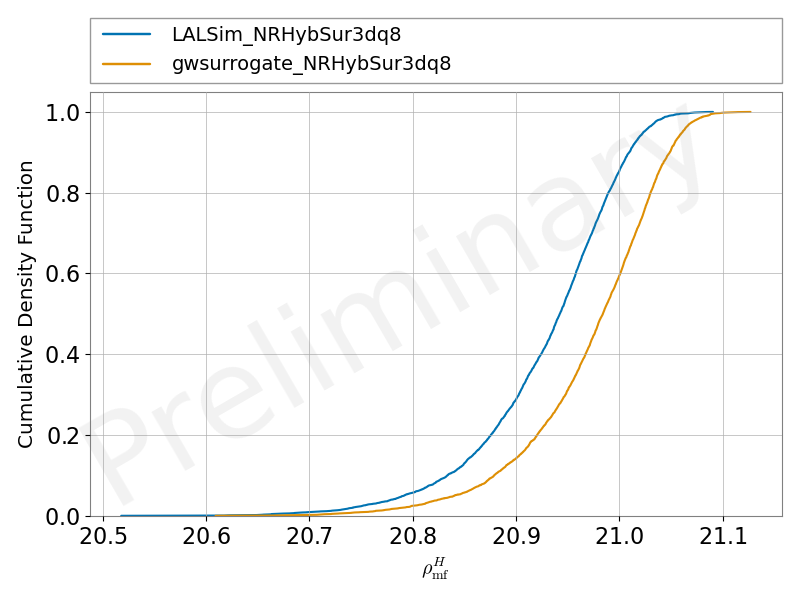 LALSim_NRHybSur3dq8
gwsurrogate_NRHybSur3dq8
Preliminary
Cumulative Density Function
1.0
0.8
0.6
0.4
0.2
0.0
20.5 20.6 20.7 20.8 20.9 21.0 21.1
ρ_mf^H